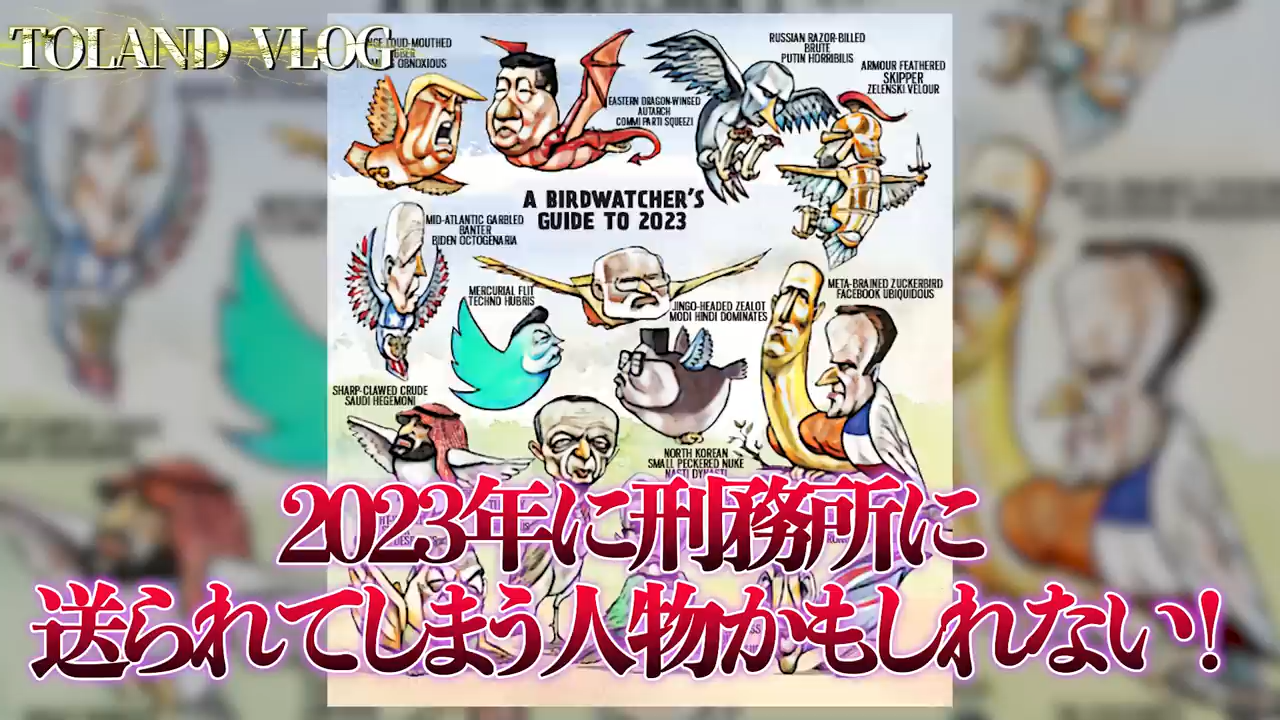 TOLAND VLOG
LOUD-MOUTHED
OBNOXIOUS
EASTERN DRAGON-WINGED
AUTARCH
COMMI PARTI SQUEEZI
RUSSIAN RAZOR-BILLED
BRUTE
PUTIN HORRIBILIS
ARMOUR FEATHERED
SKIPPER
ZELENSKI VELOUR
A BIRDWATCHER'S
GUIDE TO 2023
MID-ATLANTIC GARBLED
BANTER
BIDEN OCTOGENARIA
MERCURIAL FLIT
TECHNO HUBRIS
JINGO-HEADED ZEALOT
MODI HINDI DOMINATES
META-BRAINED ZUCKERBIRD
FACEBOOK UBIQUIDOUS
SHARP-CLAWED CRUDE
SAUDI HEGEMONI
NORTH KOREAN
SMALL PECKERED NUKE
NASTI DYNASTI
2023年に刑務所に
送られてしまう人物かもしれない!